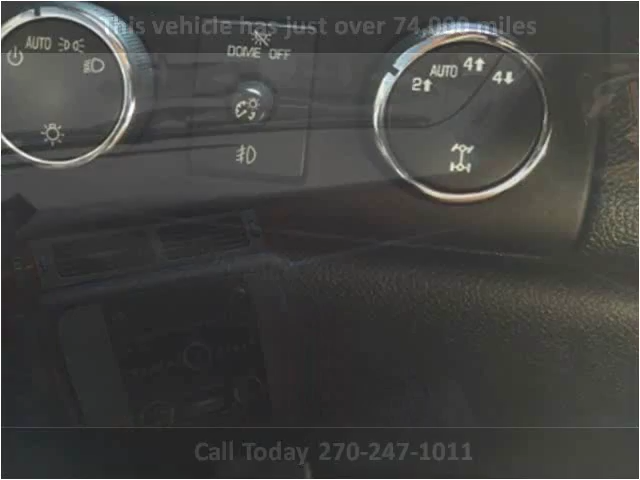 This vehicle has just over 74,000 miles
DOME OFF
AUTO
AUTO
4
4
2
Call Today 270-247-1011